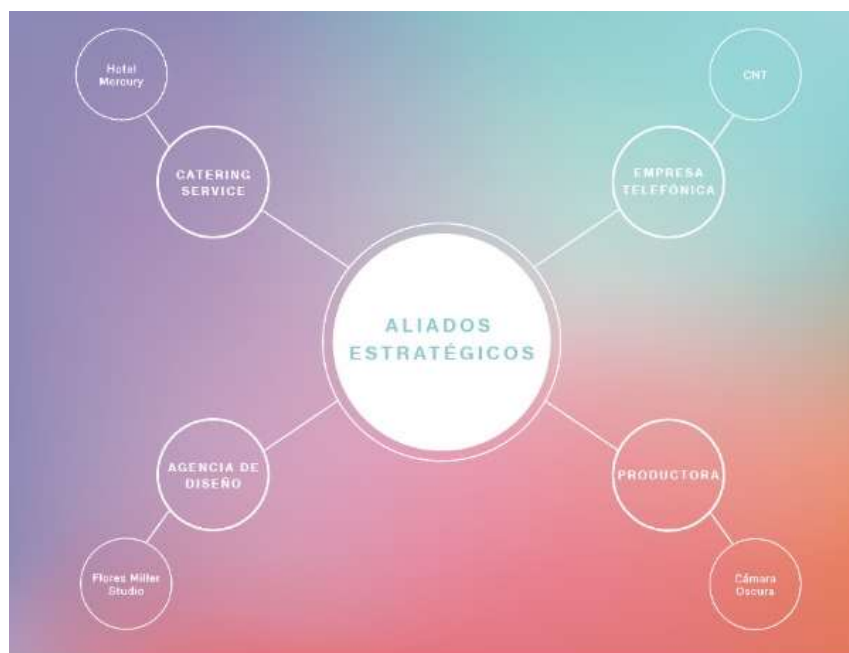 Hotel
Mercury
CNT
CATERING
SERVICE
EMPRESA
TELEFÓNICA
ALIADOS
ESTRATÉGICOS
AGENCIA DE
DISEÑO
PRODUCTORA
Flores Miller
Studio
Cámara
Oscura